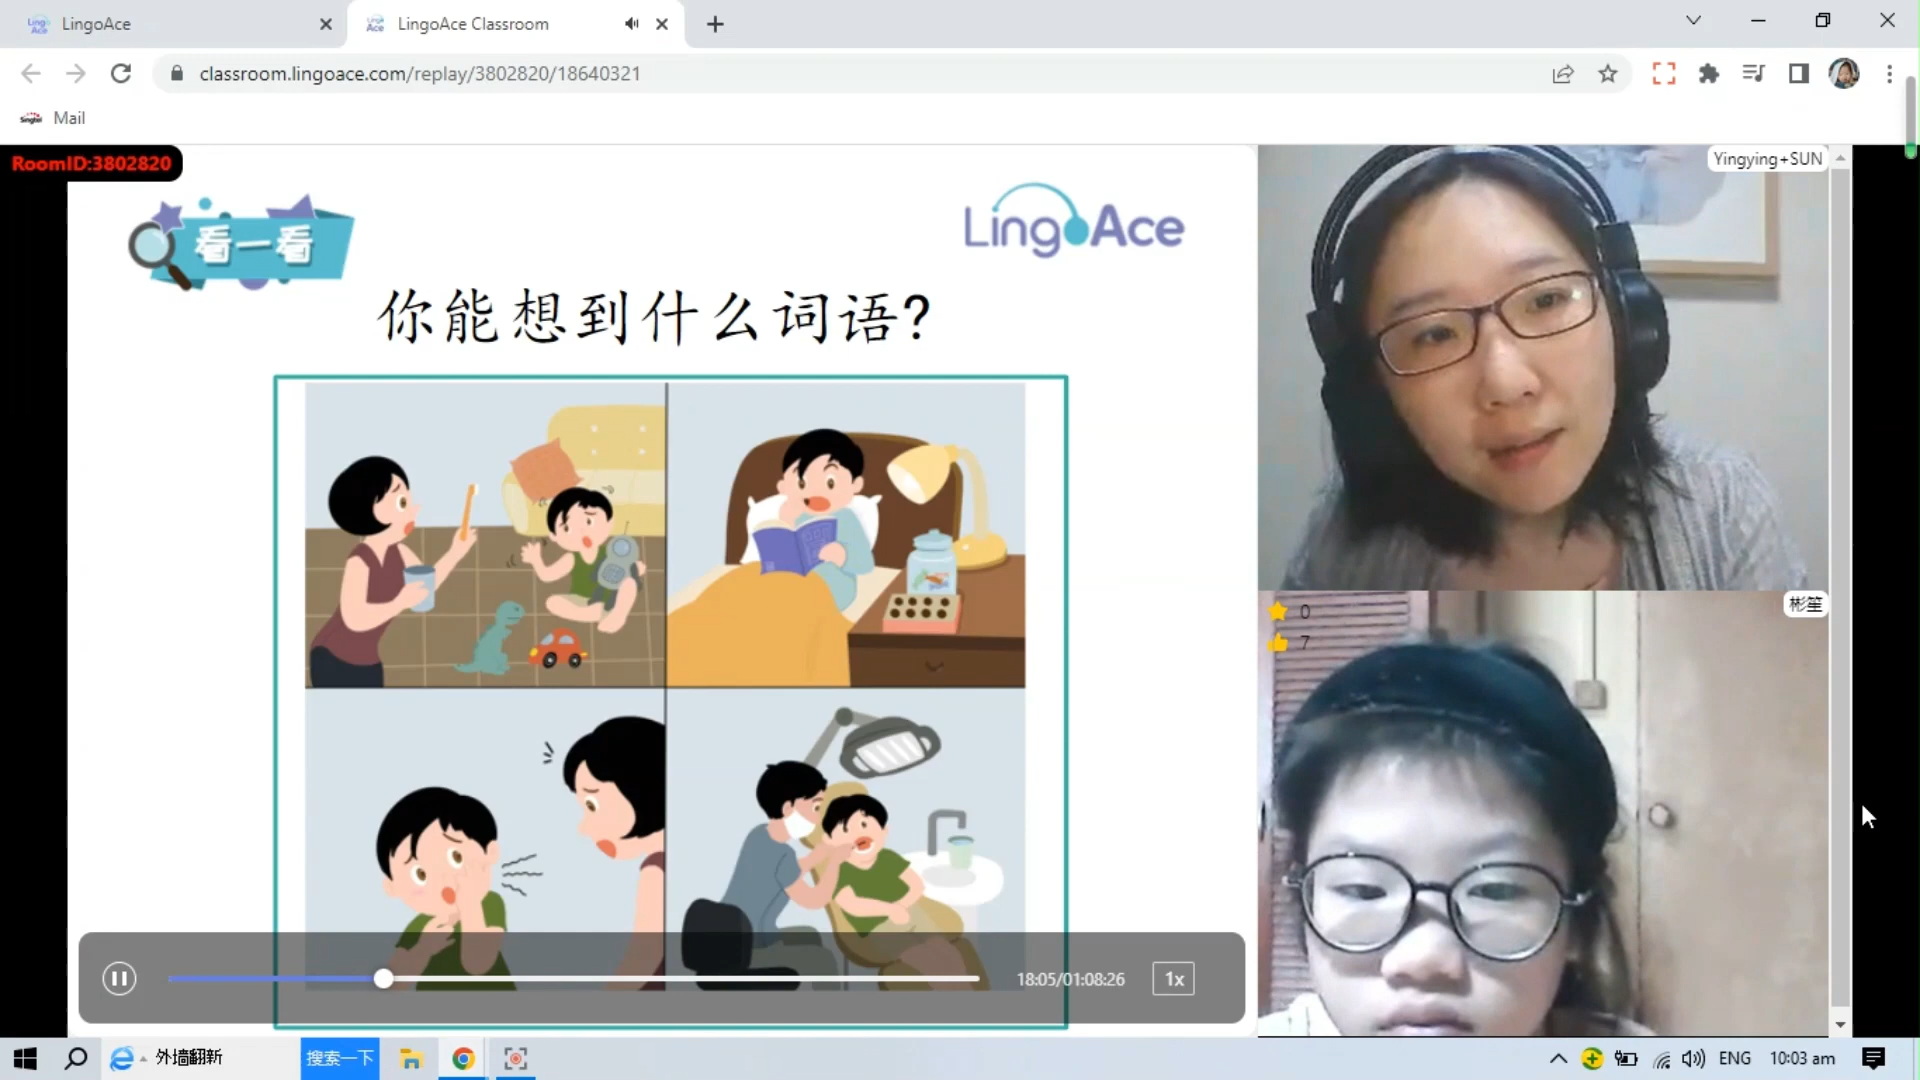 LingoAce
LingoAce Classroom
classroom.lingoace.com/replay/3802820/18640321
Singtel Mail
RoomID:3802820
看一看
LingoAce
你能想到什么词语?
Yingying+SUN
彬笙
0
7
18:05/01:08:26
1x
外墙翻新
搜索一下
ENG
10:03 am